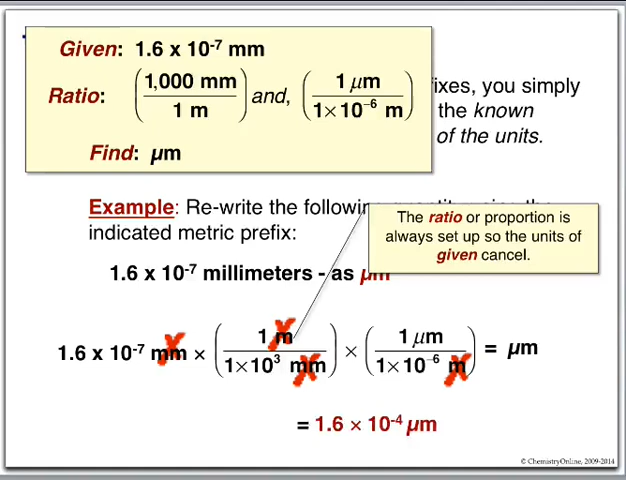 Given: 1.6 x 10⁻⁷ mm
Ratio: (1,000 mm / 1 m) and, (1 µm / 1×10⁻⁶ m)
Find: µm
ixes, you simply
the known
of the units.
Example: Re-write the following
indicated metric prefix:
The ratio or proportion is
always set up so the units of
given cancel.
1.6 x 10⁻⁷ millimeters - as µm
1.6 x 10⁻⁷ mm × (1 m / 1×10³ mm) × (1 µm / 1×10⁻⁶ m) = µm
= 1.6 × 10⁻⁴ µm
© ChemistryOnline, 2009-2014